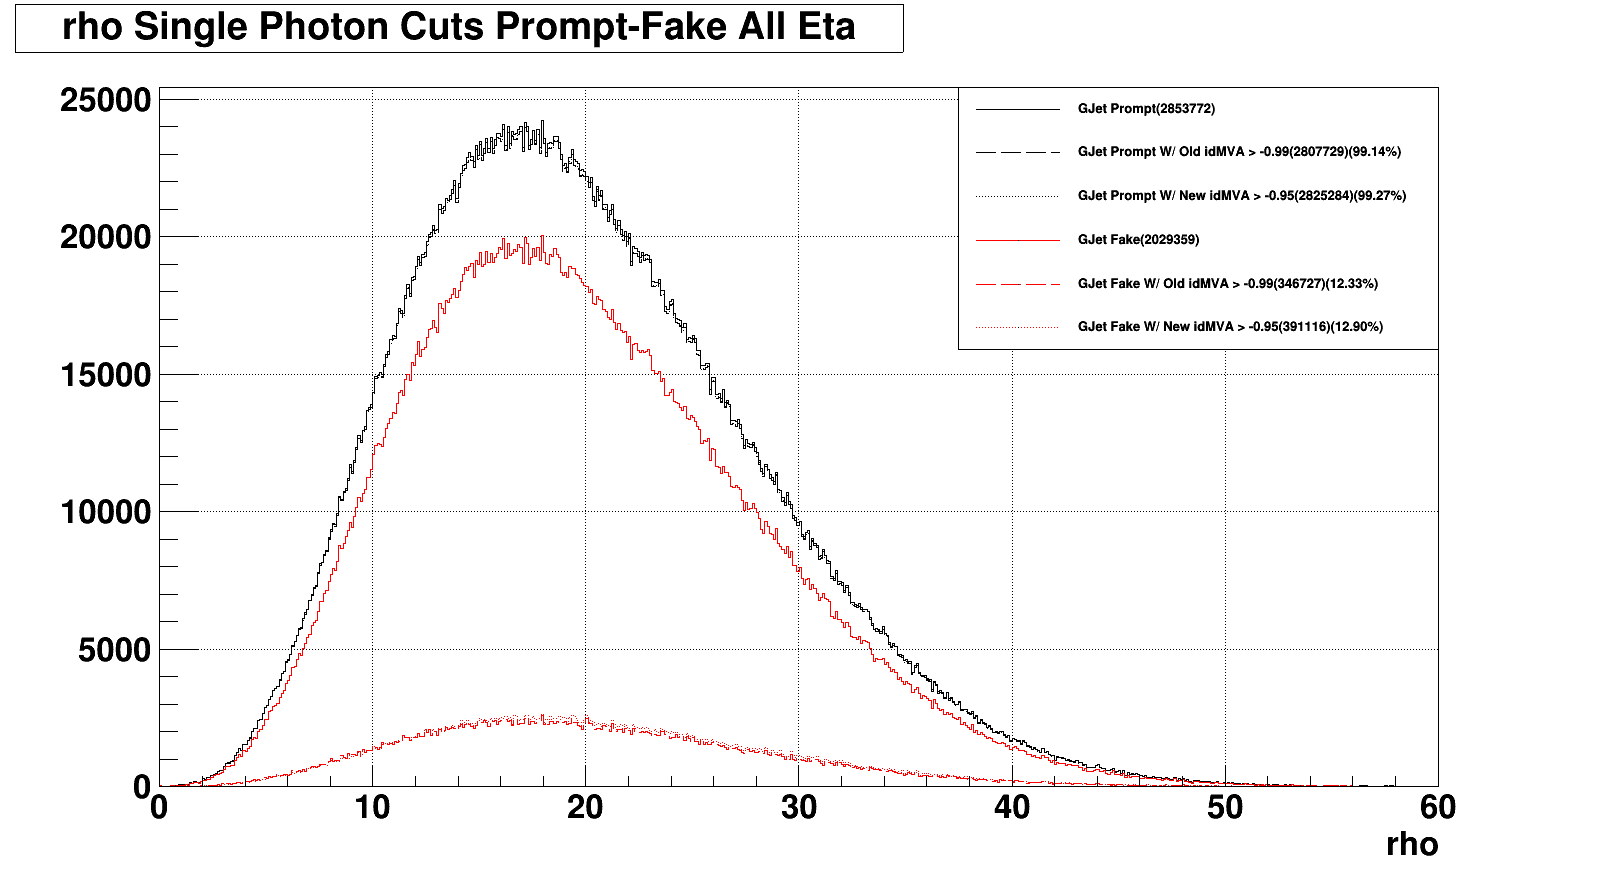 rho Single Photon Cuts Prompt-Fake All Eta
25000
20000
15000
10000
5000
0
GJet Prompt(2853772)
GJet Prompt W/ Old idMVA > -0.99(2807729)(99.14%)
GJet Prompt W/ New idMVA > -0.95(2825284)(99.27%)
GJet Fake(2029359)
GJet Fake W/ Old idMVA > -0.99(346727)(12.33%)
GJet Fake W/ New idMVA > -0.95(391116)(12.90%)
0 10 20 30 40 50 60
rho